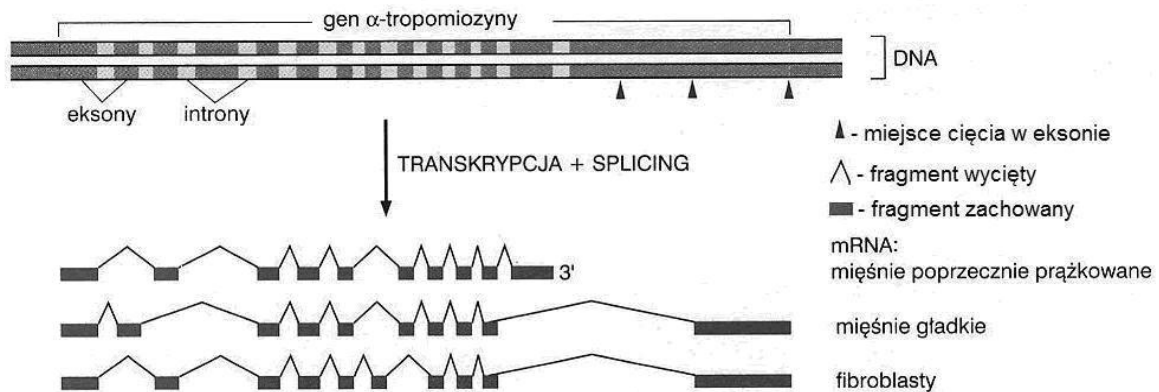 gen α-tropomiozyny
DNA
eksony
introny
TRANSKRYPCJA + SPLICING
- miejsce cięcia w eksonie
- fragment wycięty
- fragment zachowany
mRNA:
3'
mięśnie poprzecznie prążkowane
mięśnie gładkie
fibroblasty